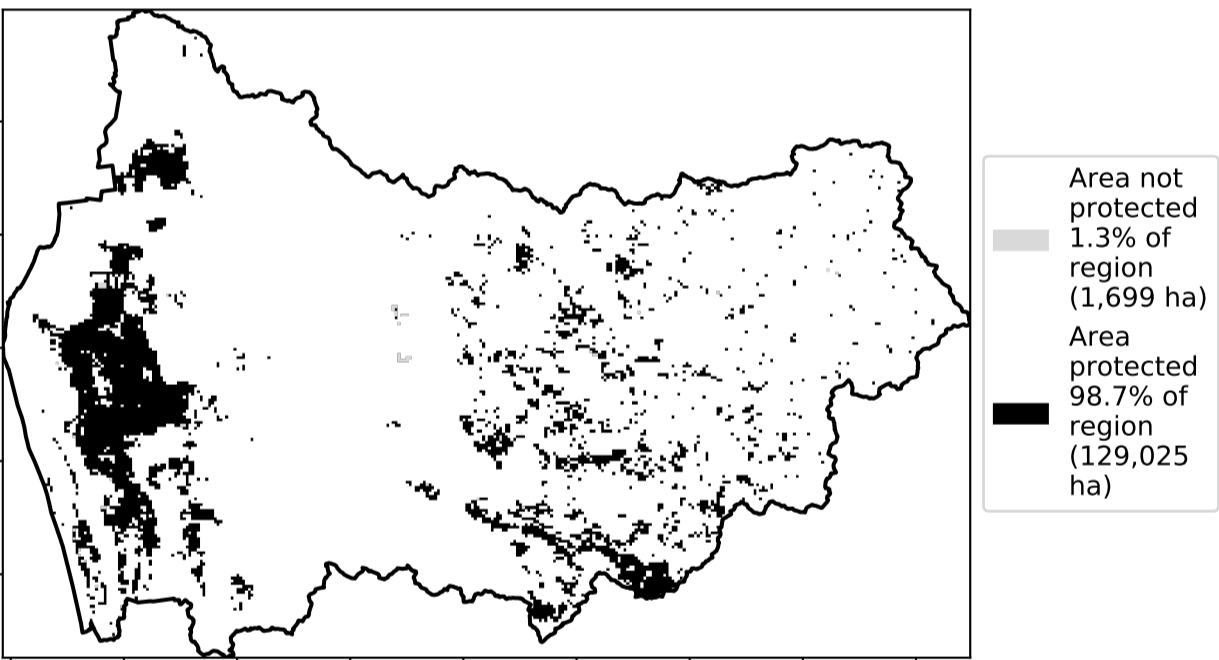 Area not
protected
1.3% of
region
(1,699 ha)
Area
protected
98.7% of
region
(129,025
ha)